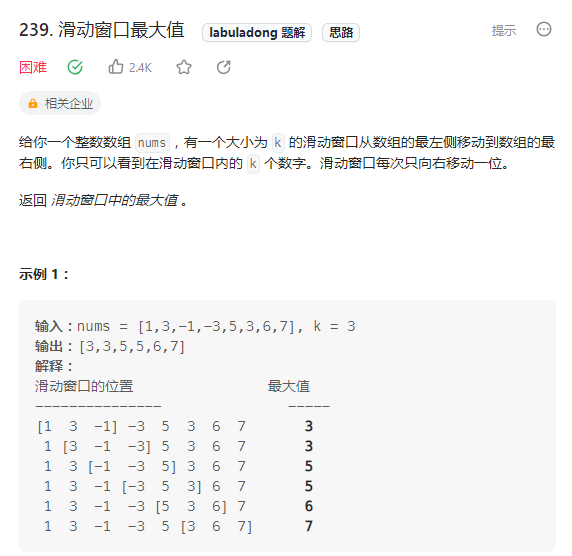 239. 滑动窗口最大值 labuladong 题解 思路 提示
困难 2.4K
相关企业
给你一个整数数组 nums，有一个大小为 k 的滑动窗口从数组的最左侧移动到数组的最
右侧。你只可以看到在滑动窗口内的 k 个数字。滑动窗口每次只向右移动一位。
返回 滑动窗口中的最大值 。
示例 1：
输入：nums = [1,3,-1,-3,5,3,6,7], k = 3
输出：[3,3,5,5,6,7]
解释：
滑动窗口的位置                最大值
---------------               -----
[1  3  -1] -3  5  3  6  7       3
 1 [3  -1  -3] 5  3  6  7       3
 1  3 [-1  -3  5] 3  6  7       5
 1  3  -1 [-3  5  3] 6  7       5
 1  3  -1  -3 [5  3  6] 7       6
 1  3  -1  -3  5 [3  6  7]      7